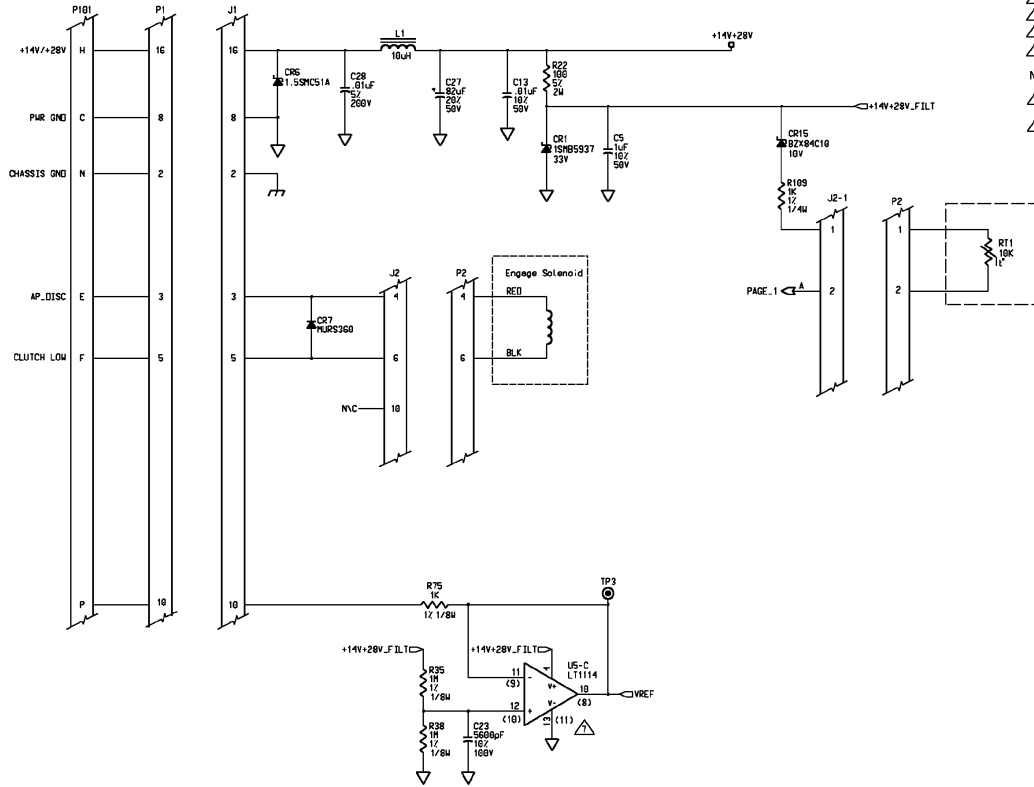 P101
P1
J1
+14V/+28V H 16 16
L1
10uH
+14V+28V
CR6
1.5SMC51A
C28
.01uF
5%
200V
C27
82uF
20%
50V
C13
.01uF
10%
50V
R22
100
5%
2W
+14V+28V_FILT
PWR GND C 8 8
CR1
1SMB5937
33V
C5
1uF
10%
50V
CR15
BZX84C10
10V
CHASSIS GND N 2 2
R109
1K
1%
1/4W
J2-1
P2
1 1
RT1
10K
t°
PAGE_1 A 2 2
J2
P2
Engage Solenoid
AP_DISC E 3 3 4 4 RED
CR7
MURS360
CLUTCH LOW F 5 5 6 6 BLK
N\C 10
P 10 10
R75
1K
1% 1/8W
TP3
+14V+28V_FILT
+14V+28V_FILT
R35
1M
1%
1/8W
U5-C
LT1114
11
(9)
-
4
V+
10
(8)
VREF
12
(10)
+
V-
13
(11)
7
R38
1M
1%
1/8W
C23
5600pF
10%
100V